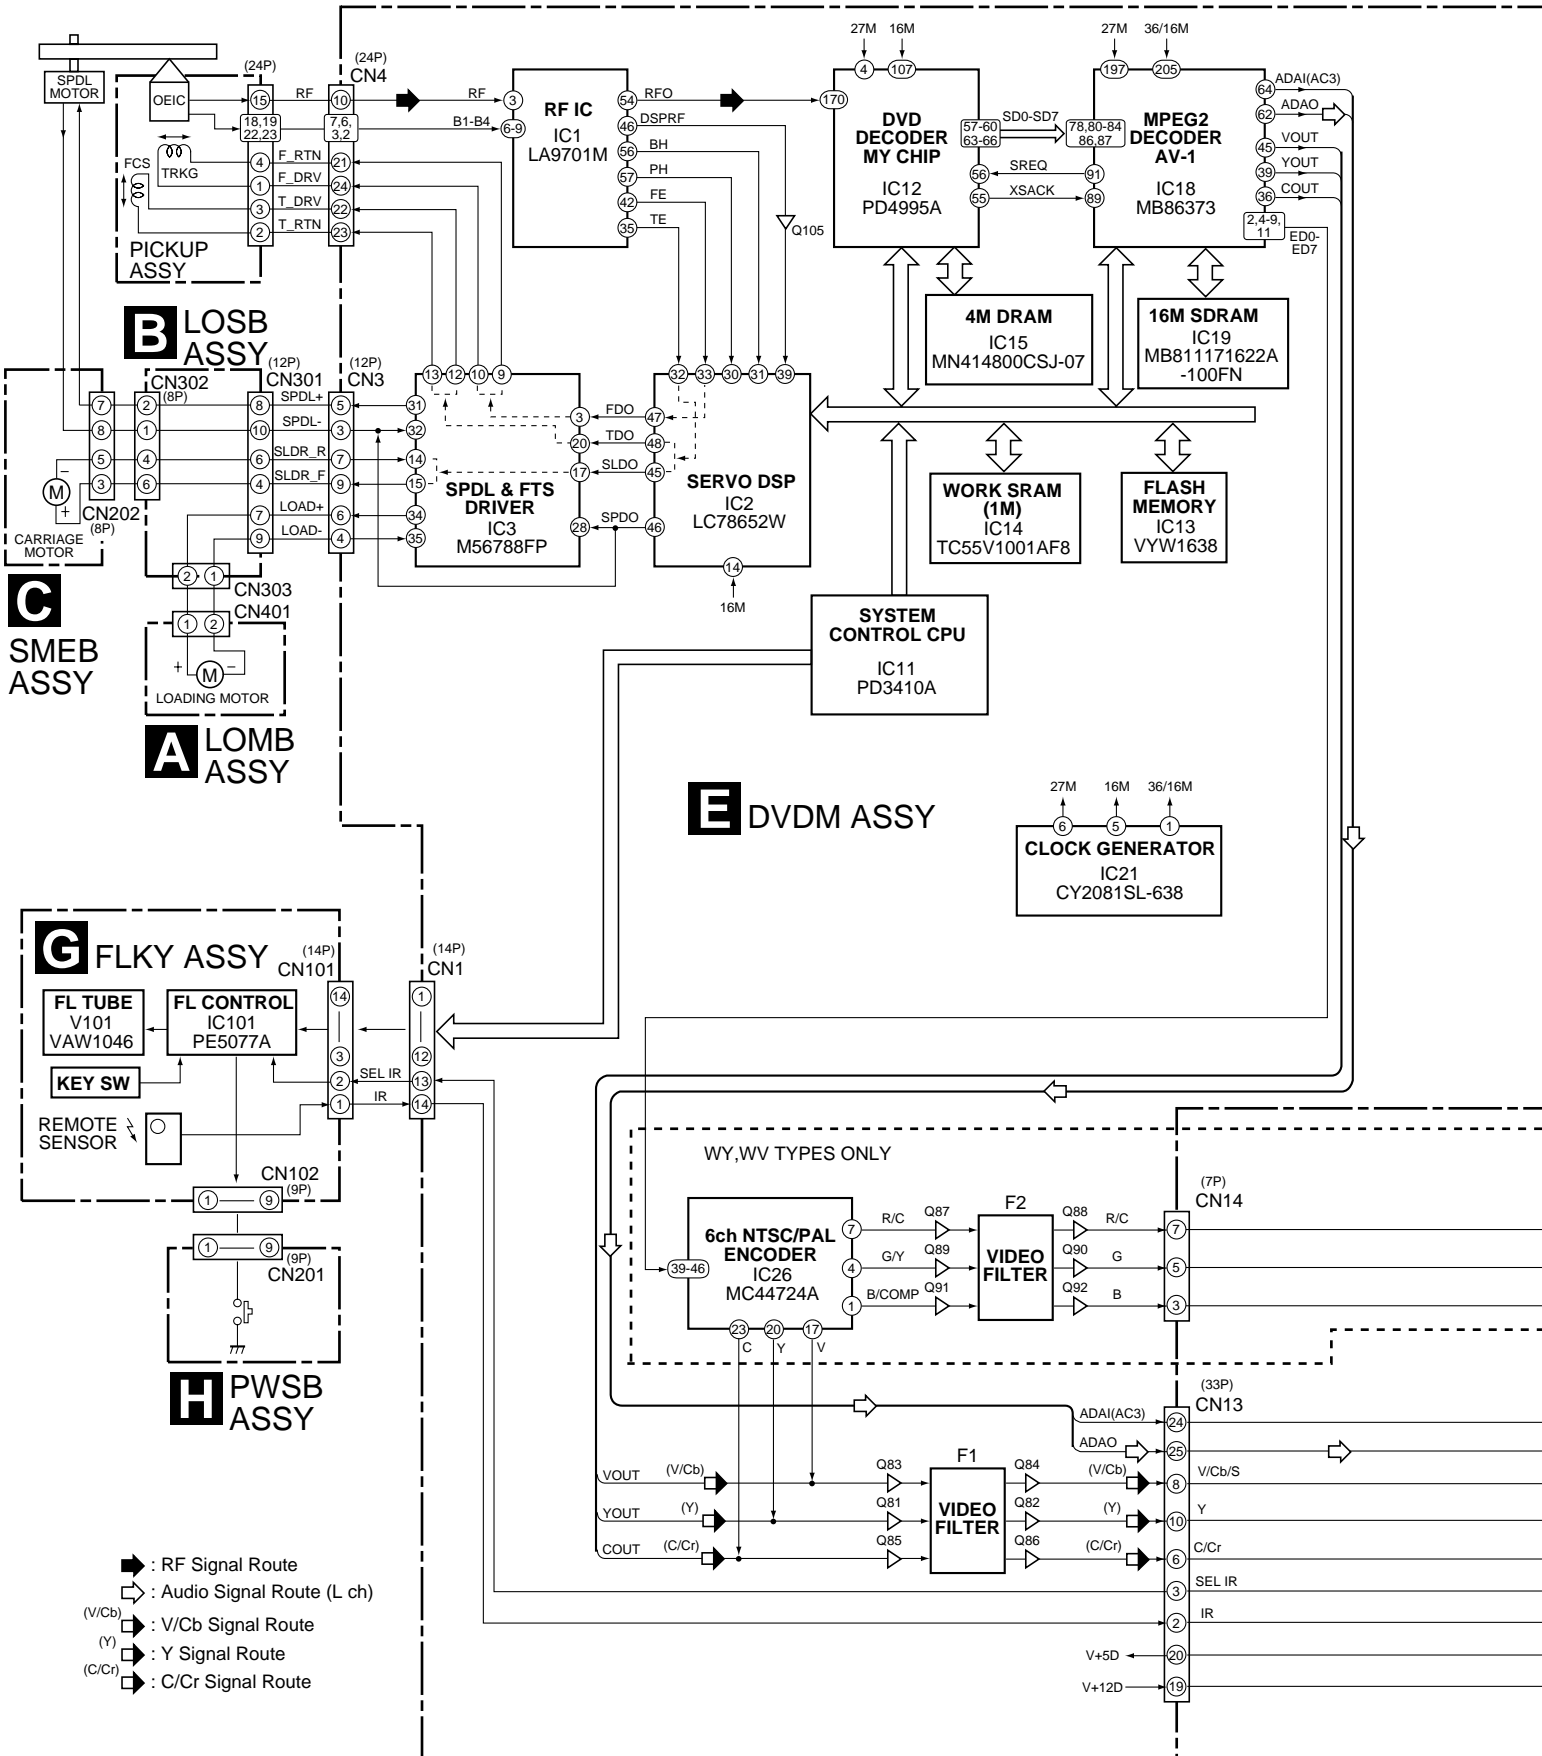 27M 16M 27M 36/16M
4 107 197 205
SPDL
MOTOR
OEIC
(24P)
(24P)
CN4
15 RF 10 RF 3
18,19
22,23
7,6,
3,2
B1-B4 6-9
RF IC
IC1
LA9701M
54 RFO 170
46 DSPRF
56 BH
57 PH
42 FE
35 TE
Q105
DVD
DECODER
MY CHIP
IC12
PD4995A
57-60
63-66
SD0-SD7
78,80-84
86,87
56 SREQ 91
55 XSACK 89
MPEG2
DECODER
AV-1
IC18
MB86373
64 ADAI(AC3)
62 ADAO
45 VOUT
39 YOUT
36 COUT
2,4-9,
11
ED0-
ED7
FCS
TRKG
4 F_RTN 21
1 F_DRV 24
3 T_DRV 22
2 T_RTN 23
PICKUP
ASSY
4M DRAM
IC15
MN414800CSJ-07
16M SDRAM
IC19
MB811171622A
-100FN
B LOSB
ASSY
CN302
(8P)
(12P)
CN301
(12P)
CN3
7 2 8 SPDL+ 5 31
8 1 10 SPDL- 3 32
5 4 6 SLDR_R 7 14
3 6 4 SLDR_F 9 15
7 LOAD+ 6 34
9 LOAD- 4 35
M
−
+
CARRIAGE
MOTOR
CN202
(8P)
13 12 10 9
SPDL & FTS
DRIVER
IC3
M56788FP
3 FDO 47
20 TDO 48
17 SLDO 45
28 SPDO 46
32 33 30 31 39
SERVO DSP
IC2
LC78652W
14
16M
WORK SRAM
(1M)
IC14
TC55V1001AF8
FLASH
MEMORY
IC13
VYW1638
C
SMEB
ASSY
2 1
CN303
CN401
1 2
+ M −
LOADING MOTOR
A LOMB
ASSY
SYSTEM
CONTROL CPU
IC11
PD3410A
E DVDM ASSY
27M 16M 36/16M
6 5 1
CLOCK GENERATOR
IC21
CY2081SL-638
G FLKY ASSY
(14P)
CN101
(14P)
CN1
FL TUBE
V101
VAW1046
FL CONTROL
IC101
PE5077A
14 1
3 12
2 SEL IR 13
1 IR 14
KEY SW
REMOTE
SENSOR
CN102
(9P)
1 9
1 9
(9P)
CN201
H PWSB
ASSY
WY,WV TYPES ONLY
(7P)
CN14
6ch NTSC/PAL
ENCODER
IC26
MC44724A
39-46
7 R/C Q87
4 G/Y Q89
1 B/COMP Q91
F2
VIDEO
FILTER
Q88 R/C 7
Q90 G 5
Q92 B 3
23 20 17
C Y V
(33P)
CN13
ADAI(AC3) 24
ADAO 25
VOUT (V/Cb) Q83
YOUT (Y) Q81
COUT (C/Cr) Q85
F1
VIDEO
FILTER
Q84 (V/Cb) 8 V/Cb/S
Q82 (Y) 10 Y
Q86 (C/Cr) 6 C/Cr
3 SEL IR
2 IR
V+5D 20
V+12D 19
: RF Signal Route
: Audio Signal Route (L ch)
(V/Cb) : V/Cb Signal Route
(Y) : Y Signal Route
(C/Cr) : C/Cr Signal Route